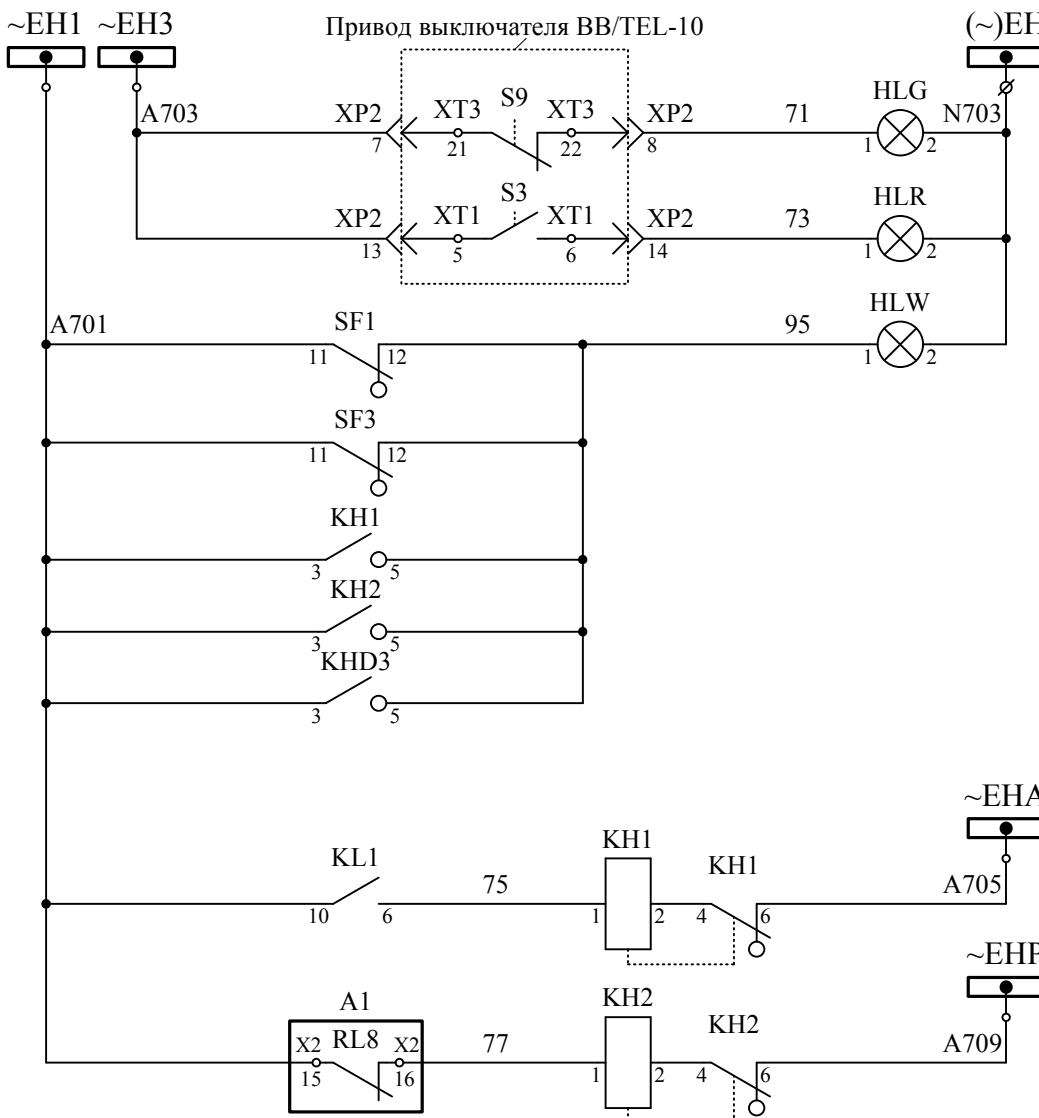 ~EH1 ~EH3 Привод выключателя BB/TEL-10 (~)EH
A703 XP2 XT3 S9 XT3 XP2 71 HLG N703
7 21 22 8 1 2
XP2 XT1 S3 XT1 XP2 73 HLR
13 5 6 14 1 2
A701 SF1 95 HLW
11 12 1 2
SF3
11 12
KH1
3 5
KH2
3 5
KHD3
3 5
~EHA
KL1 75 KH1 KH1 A705
10 6 1 2 4 6
~EHP
A1 KH2 KH2
X2 RL8 X2 77 A709
15 16 1 2 4 6